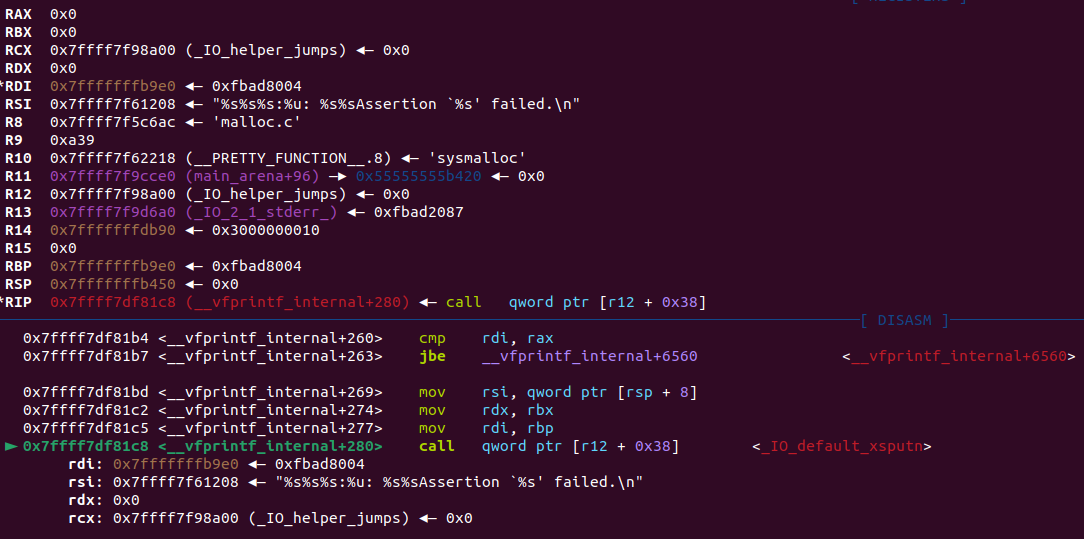 RAX 0x0
RBX 0x0
RCX 0x7ffff7f98a00 (_IO_helper_jumps) ◂— 0x0
RDX 0x0
*RDI 0x7fffffffb9e0 ◂— 0xfbad8004
RSI 0x7ffff7f61208 ◂— "%s%s%s:%u: %s%sAssertion `%s' failed.\n"
R8 0x7ffff7f5c6ac ◂— 'malloc.c'
R9 0xa39
R10 0x7ffff7f62218 (__PRETTY_FUNCTION__.8) ◂— 'sysmalloc'
R11 0x7ffff7f9cce0 (main_arena+96) —▸ 0x55555555b420 ◂— 0x0
R12 0x7ffff7f98a00 (_IO_helper_jumps) ◂— 0x0
R13 0x7ffff7f9d6a0 (_IO_2_1_stderr_) ◂— 0xfbad2087
R14 0x7fffffffdb90 ◂— 0x3000000010
R15 0x0
RBP 0x7fffffffb9e0 ◂— 0xfbad8004
RSP 0x7fffffffb450 ◂— 0x0
*RIP 0x7ffff7df81c8 (__vfprintf_internal+280) ◂— call qword ptr [r12 + 0x38]
[ DISASM ]
0x7ffff7df81b4 <__vfprintf_internal+260> cmp rdi, rax
0x7ffff7df81b7 <__vfprintf_internal+263> jbe __vfprintf_internal+6560 <__vfprintf_internal+6560>
0x7ffff7df81bd <__vfprintf_internal+269> mov rsi, qword ptr [rsp + 8]
0x7ffff7df81c2 <__vfprintf_internal+274> mov rdx, rbx
0x7ffff7df81c5 <__vfprintf_internal+277> mov rdi, rbp
► 0x7ffff7df81c8 <__vfprintf_internal+280> call qword ptr [r12 + 0x38] <_IO_default_xsputn>
rdi: 0x7fffffffb9e0 ◂— 0xfbad8004
rsi: 0x7ffff7f61208 ◂— "%s%s%s:%u: %s%sAssertion `%s' failed.\n"
rdx: 0x0
rcx: 0x7ffff7f98a00 (_IO_helper_jumps) ◂— 0x0